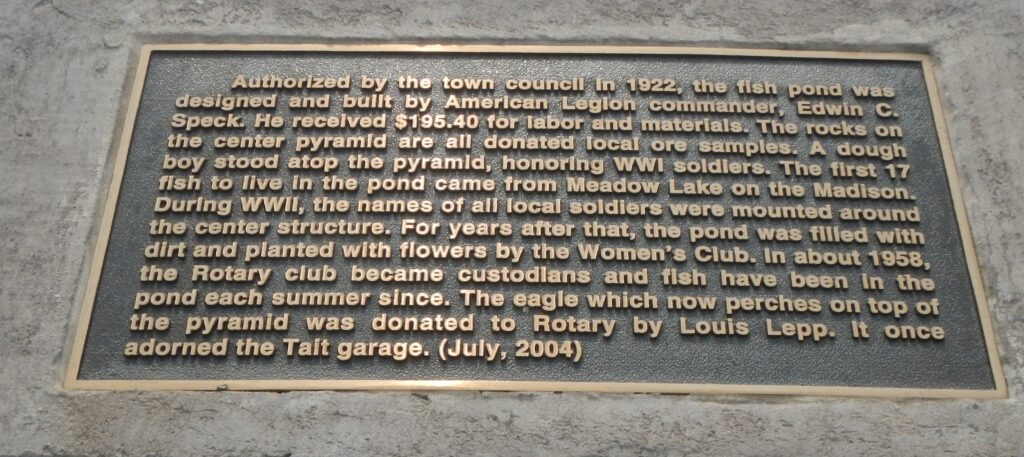 Authorized by the town council in 1922, the fish pond was
designed and built by American Legion commander, Edwin C.
Speck. He received $195.40 for labor and materials. The rocks on
the center pyramid are all donated local ore samples. A dough
boy stood atop the pyramid, honoring WWI soldiers. The first 17
fish to live in the pond came from Meadow Lake on the Madison.
During WWII, the names of all local soldiers were mounted around
the center structure. For years after that, the pond was filled with
dirt and planted with flowers by the Women's Club. In about 1958,
the Rotary club became custodians and fish have been in the
pond each summer since. The eagle which now perches on top of
the pyramid was donated to Rotary by Louis Lepp. It once
adorned the Tait garage. (July, 2004)